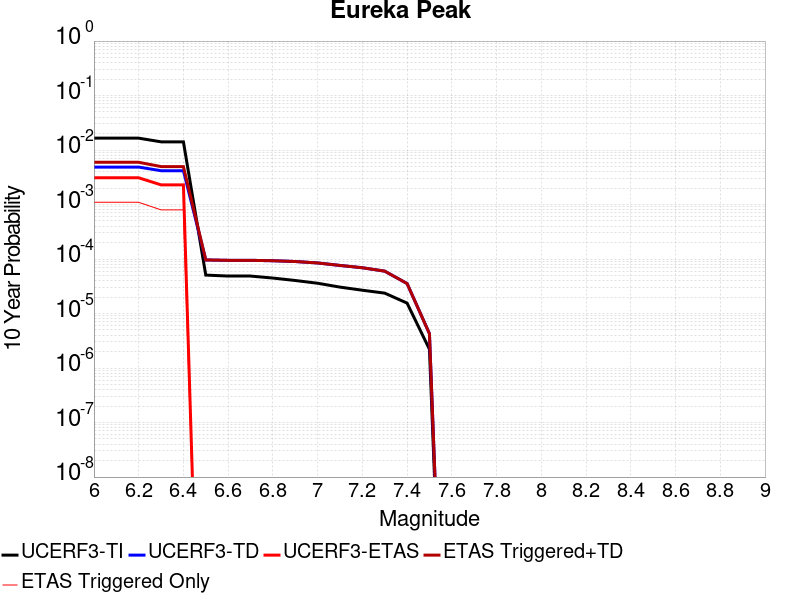 Eureka Peak
10 Year Probability
10^0
10^-1
10^-2
10^-3
10^-4
10^-5
10^-6
10^-7
10^-8
6 6.2 6.4 6.6 6.8 7 7.2 7.4 7.6 7.8 8 8.2 8.4 8.6 8.8 9
Magnitude
UCERF3-TI UCERF3-TD UCERF3-ETAS ETAS Triggered+TD
ETAS Triggered Only